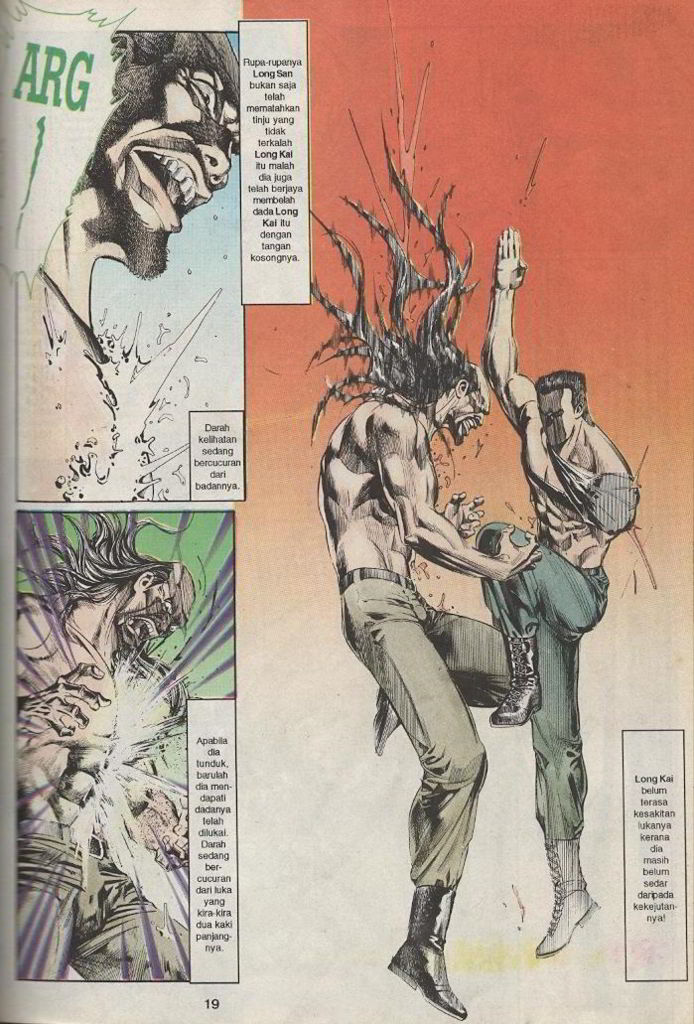 ARG
Rupa-rupanya
Long San
bukan saja
telah
mematahkan
tinju yang
tidak
terkalah
Long Kai
itu malah
dia juga
telah berjaya
membelah
dada Long
Kai itu
dengan
tangan
kosongnya.
Darah
kelihatan
sedang
bercucuran
dari
badannya.
Apabila
dia
tunduk,
barulah
dia men-
dapati
dadanya
telah
dilukai.
Darah
sedang
ber-
cucuran
dari luka
yang
kira-kira
dua kaki
panjang-
nya.
Long Kai
belum
terasa
kesakitan
lukanya
kerana
dia
masih
belum
sedar
daripada
kekejutan-
nya!
19